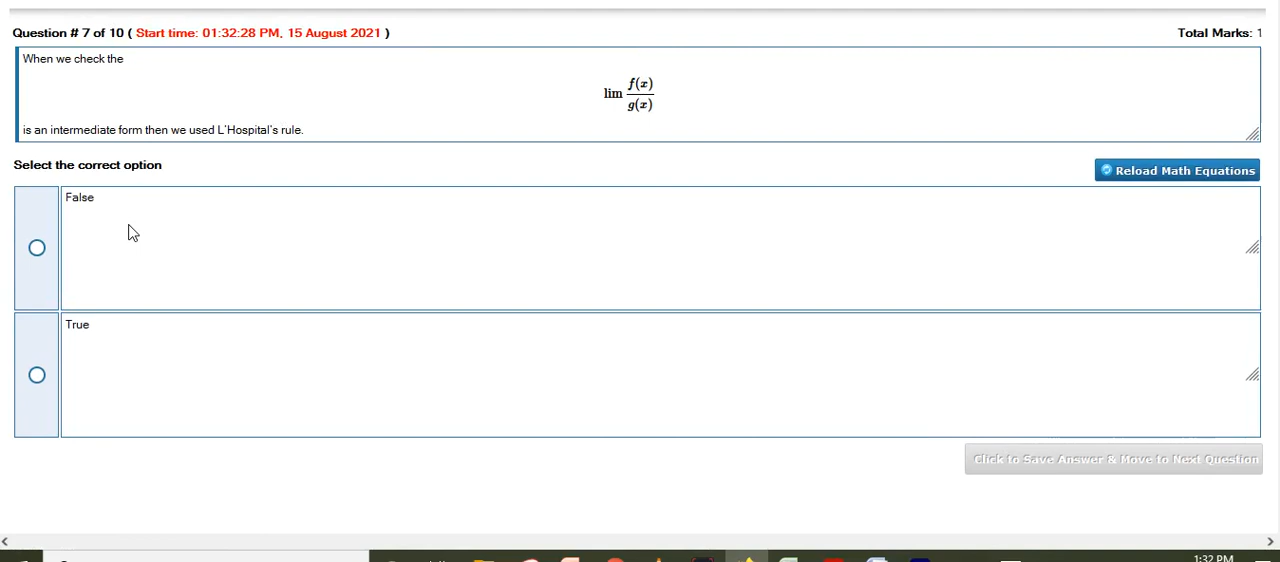 Question # 7 of 10 ( Start time: 01:32:28 PM, 15 August 2021 )
Total Marks: 1
When we check the
lim f(x)/g(x)
is an intermediate form then we used L'Hospital's rule.
Select the correct option
Reload Math Equations
False
True
Click to Save Answer & Move to Next Question
1:32 PM